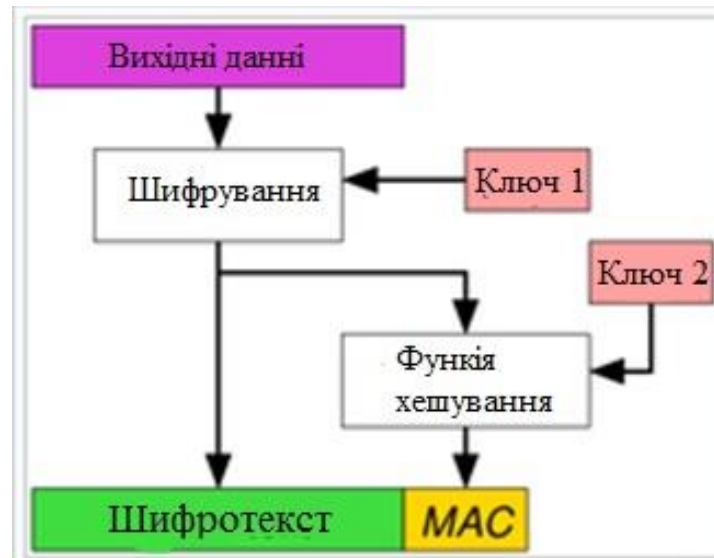 Вихідні данні
Шифрування
Ключ 1
Ключ 2
Функія
хешування
Шифротекст
MAC